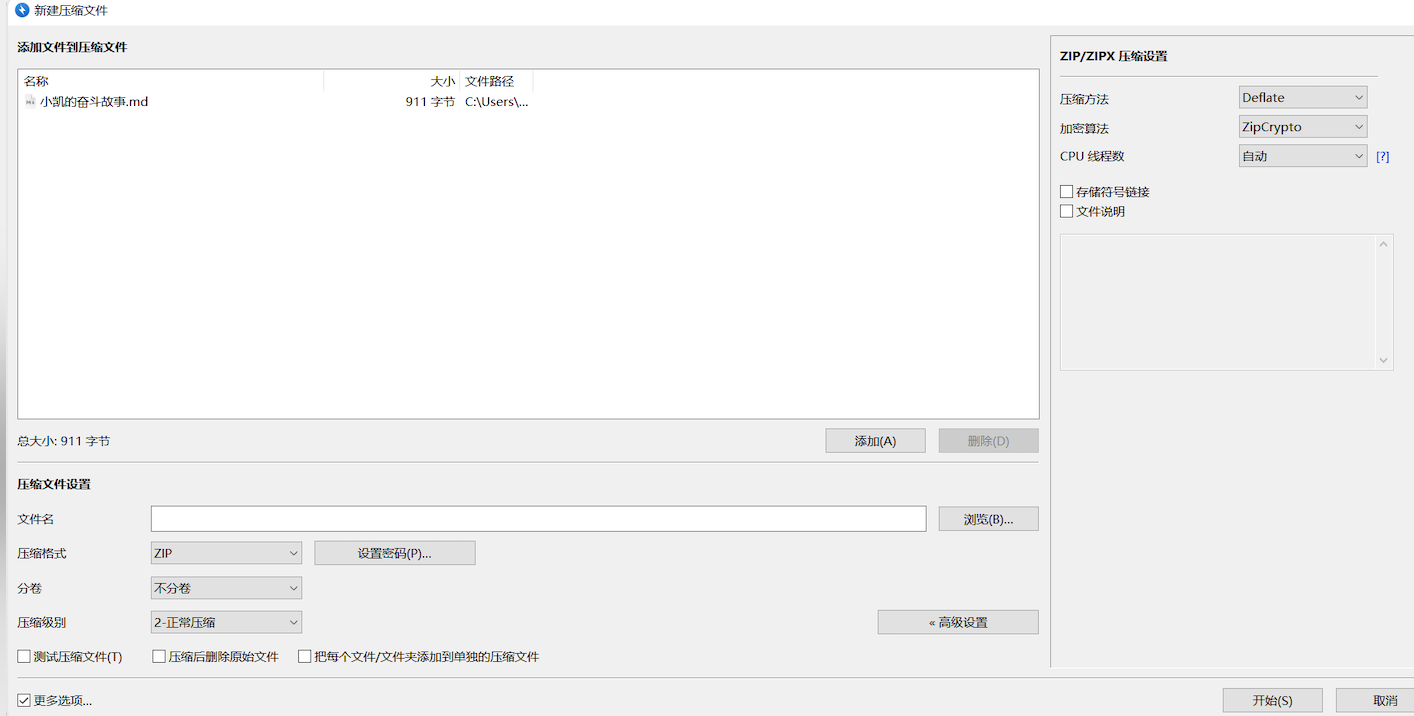 新建压缩文件
添加文件到压缩文件
名称 大小 文件路径
小凯的奋斗故事.md 911 字节 C:\Users\...
总大小: 911 字节 添加(A) 删除(D)
压缩文件设置
文件名 浏览(B)...
压缩格式 ZIP 设置密码(P)...
分卷 不分卷
压缩级别 2-正常压缩 « 高级设置
测试压缩文件(T) 压缩后删除原始文件 把每个文件/文件夹添加到单独的压缩文件
更多选项...
ZIP/ZIPX 压缩设置
压缩方法 Deflate
加密算法 ZipCrypto
CPU 线程数 自动 [?]
存储符号链接
文件说明
开始(S) 取消